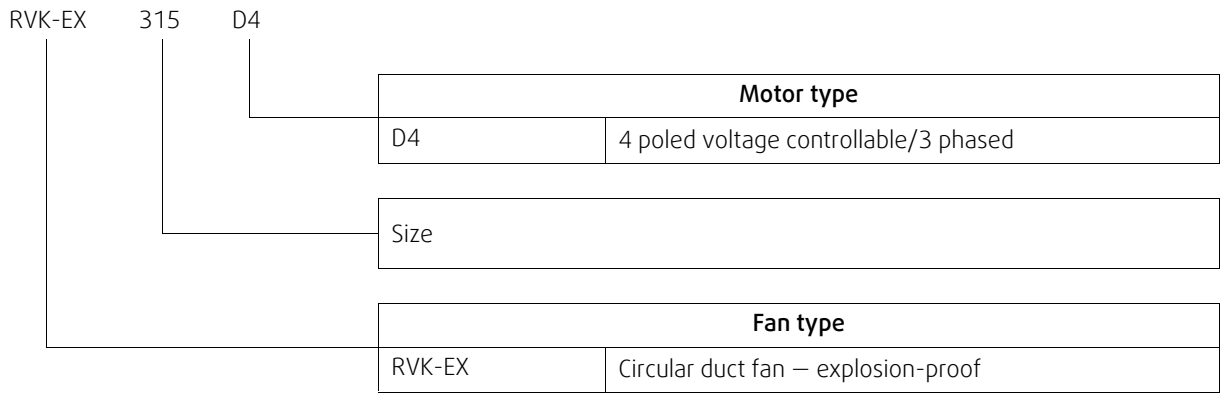 RVK-EX 315 D4
Motor type
D4 4 poled voltage controllable/3 phased
Size
Fan type
RVK-EX Circular duct fan — explosion-proof